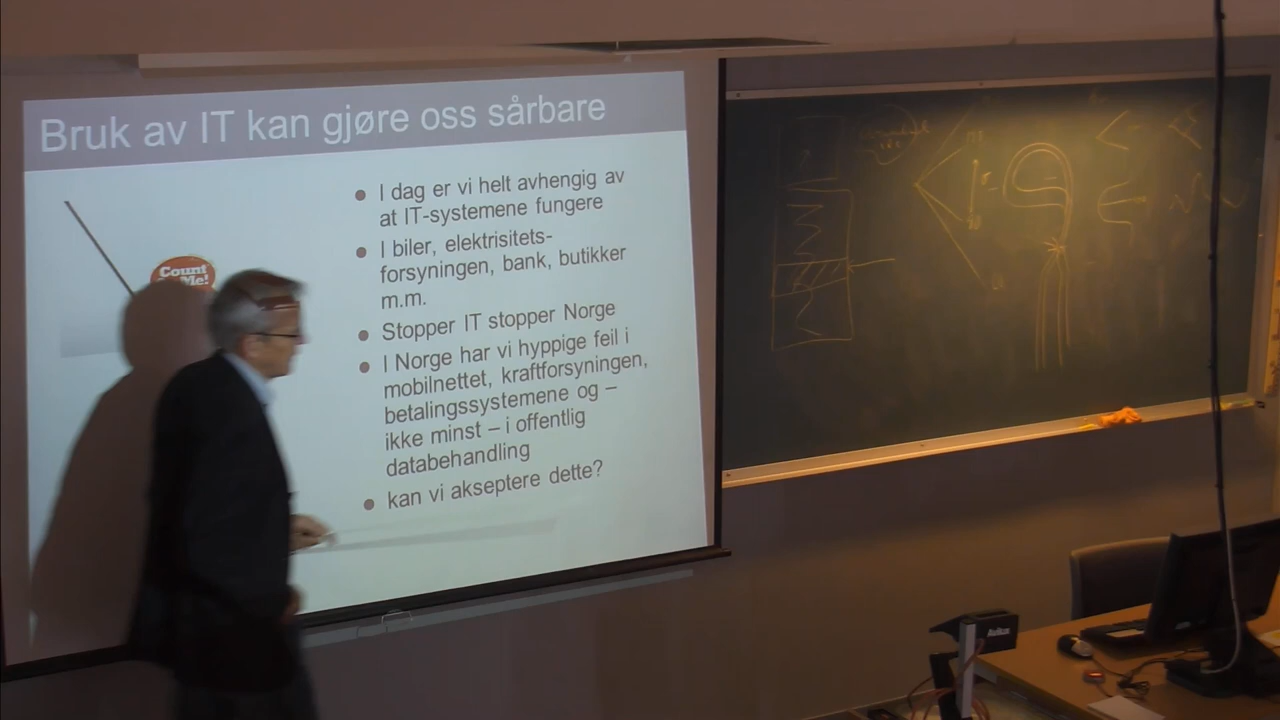 Bruk av IT kan gjøre oss sårbare
I dag er vi helt avhengig av
at IT-systemene fungere
I biler, elektrisitets-
forsyningen, bank, butikker
m.m.
Stopper IT stopper Norge
I Norge har vi hyppige feil i
mobilnettet, kraftforsyningen,
betalingssystemene og –
ikke minst – i offentlig
databehandling
kan vi akseptere dette?
Count
Me!